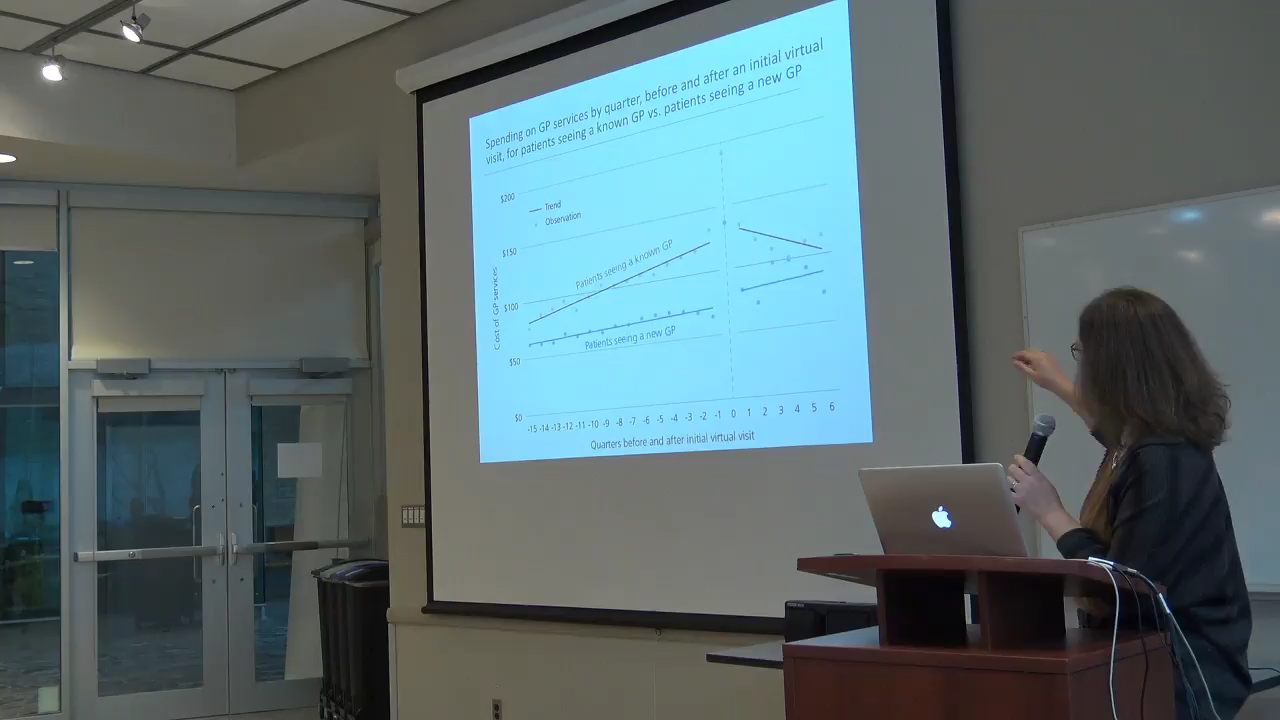 Spending on GP services by quarter, before and after an initial virtual
visit, for patients seeing a known GP vs. patients seeing a new GP
$200
Trend
Observation
$150
Patients seeing a known GP
Cost of GP services
$100
Patients seeing a new GP
$50
$0
-15 -14 -13 -12 -11 -10 -9 -8 -7 -6 -5 -4 -3 -2 -1 0 1 2 3 4 5 6
Quarters before and after initial virtual visit